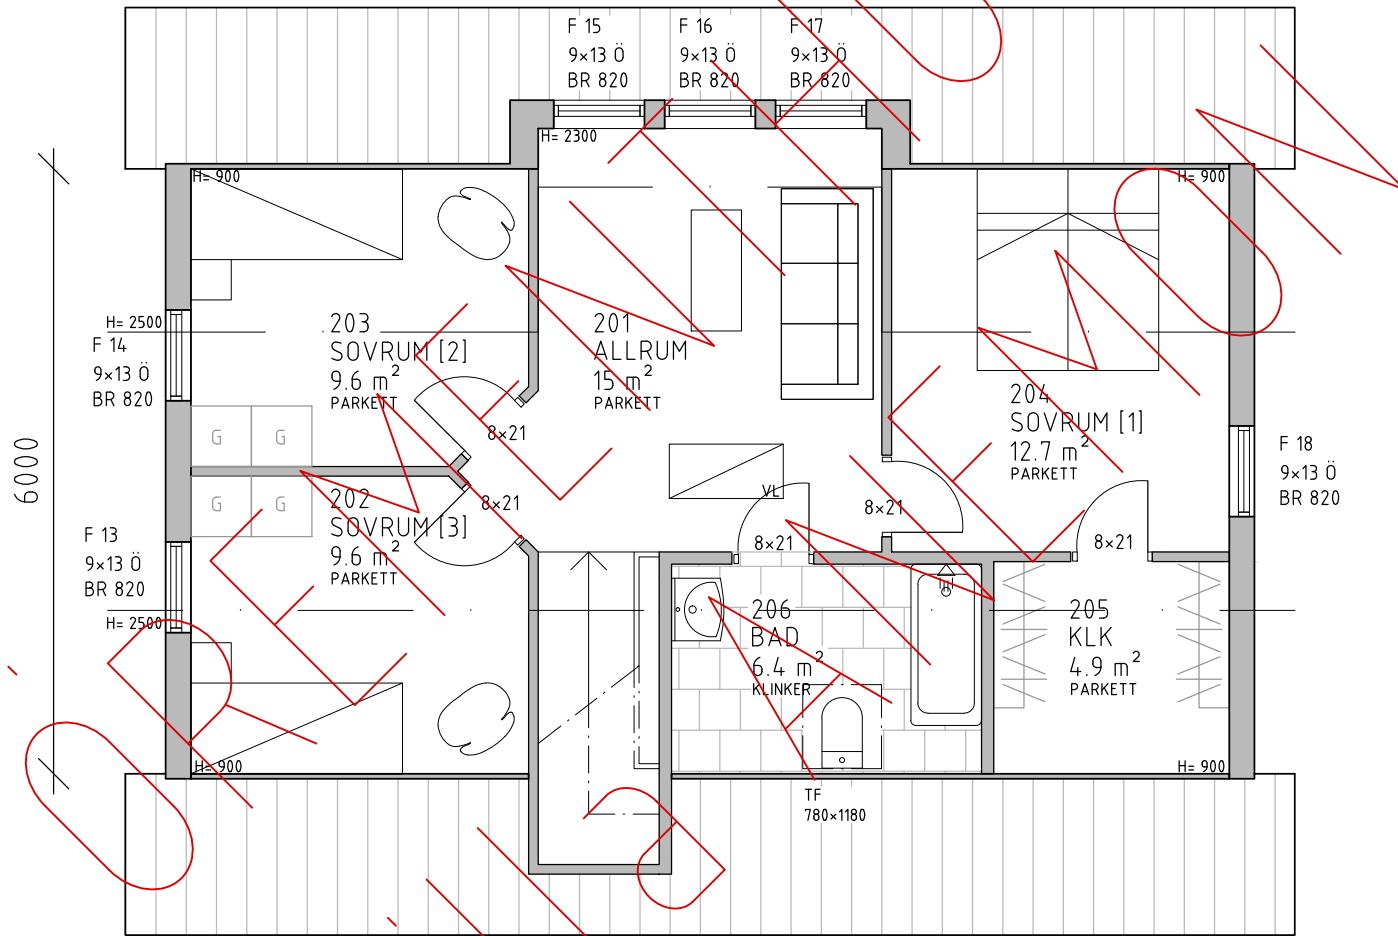 F 15
9×13 Ö
BR 820
F 16
9×13 Ö
BR 820
F 17
9×13 Ö
BR 820
H= 2300
H= 900
H= 900
H= 2500
F 14
9×13 Ö
BR 820
203
SOVRUM [2]
9.6 m²
PARKETT
201
ALLRUM
15 m²
PARKETT
204
SOVRUM [1]
12.7 m²
PARKETT
F 18
9×13 Ö
BR 820
6000
G
G
G
G
8×21
8×21
VL
8×21
8×21
8×21
202
SOVRUM [3]
9.6 m²
PARKETT
F 13
9×13 Ö
BR 820
H= 2500
206
BAD
6.4 m²
KLINKER
205
KLK
4.9 m²
PARKETT
H= 900
H= 900
TF
780×1180